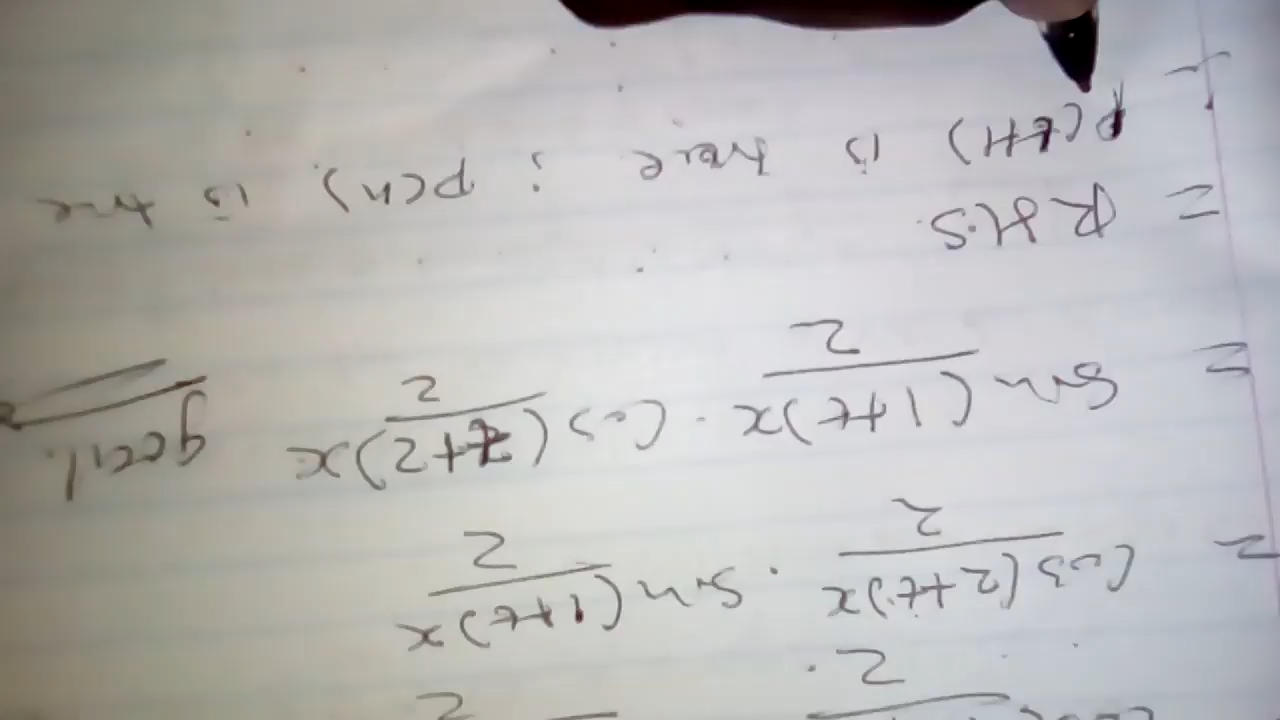 = cos(2+t)x/2 . sin(1+t)x/2
= sin(1+t)x/2 . cos(t+2)x/2
= R.H.S
P(t+1) is true ∴ P(n) is true